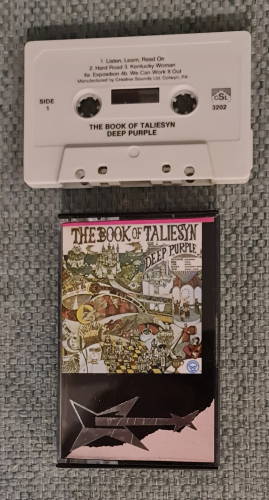 1. Listen, Learn, Read On
2. Hard Road 3. Kentucky Woman
4a. Exposition 4b. We Can Work It Out
Manufactured by Creative Sounds Ltd. Colwyn, Pa
SIDE
1
CSL
3202
THE BOOK OF TALIESYN
DEEP PURPLE
THE BOOK OF TALIESYN
DEEP PURPLE